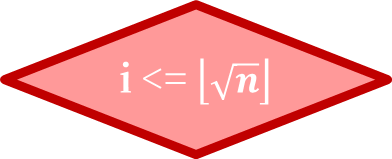 i <= ⌊√n⌋